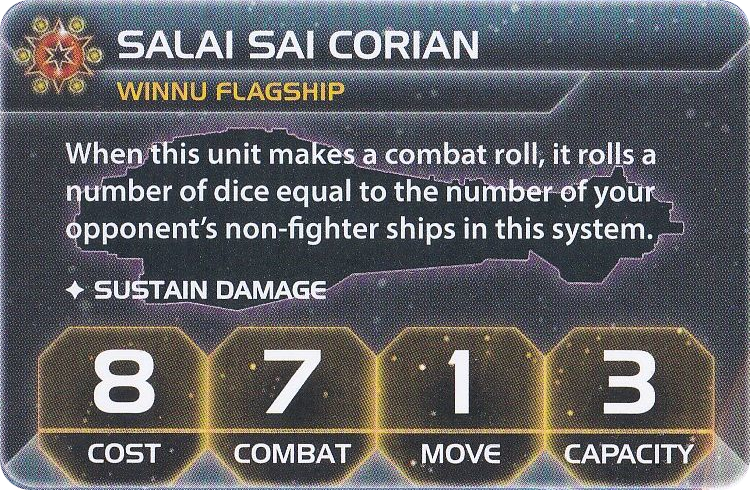 SALAI SAI CORIAN
WINNU FLAGSHIP
When this unit makes a combat roll, it rolls a
number of dice equal to the number of your
opponent's non-fighter ships in this system.
✦ SUSTAIN DAMAGE
8 7 1 3
COST COMBAT MOVE CAPACITY